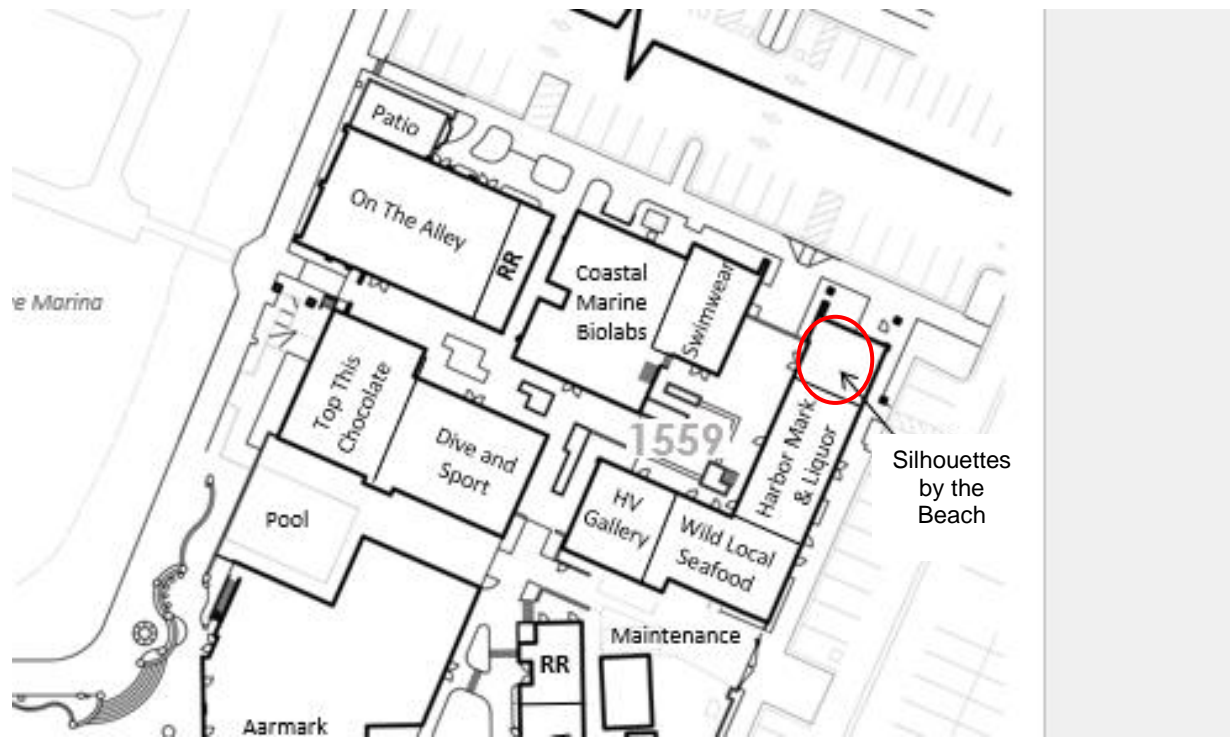 Patio
On The Alley
RR
Coastal
Marine
Biolabs
Swimwear
e Marina
Top This
Chocolate
Dive and
Sport
1559
Harbor Mark
& Liquor
Silhouettes
by the
Beach
HV
Gallery
Wild Local
Seafood
Pool
Maintenance
RR
Aarmark